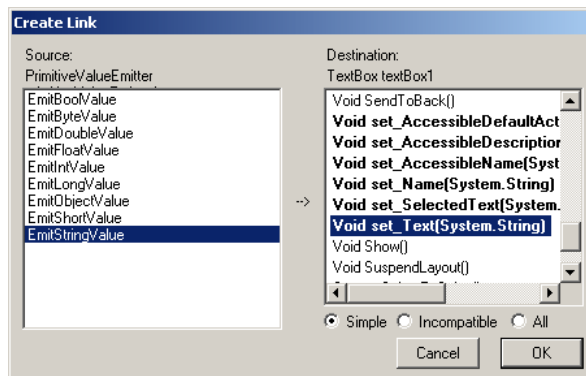 Create Link
Source:
PrimitiveValueEmitter
EmitBoolValue
EmitByteValue
EmitDoubleValue
EmitFloatValue
EmitIntValue
EmitLongValue
EmitObjectValue
EmitShortValue
EmitStringValue
-->
Destination:
TextBox textBox1
Void SendToBack()
Void set_AccessibleDefaultAct
Void set_AccessibleDescription
Void set_AccessibleName(Syst
Void set_Name(System.String)
Void set_SelectedText(System.
Void set_Text(System.String)
Void Show()
Void SuspendLayout()
Simple Incompatible All
Cancel OK